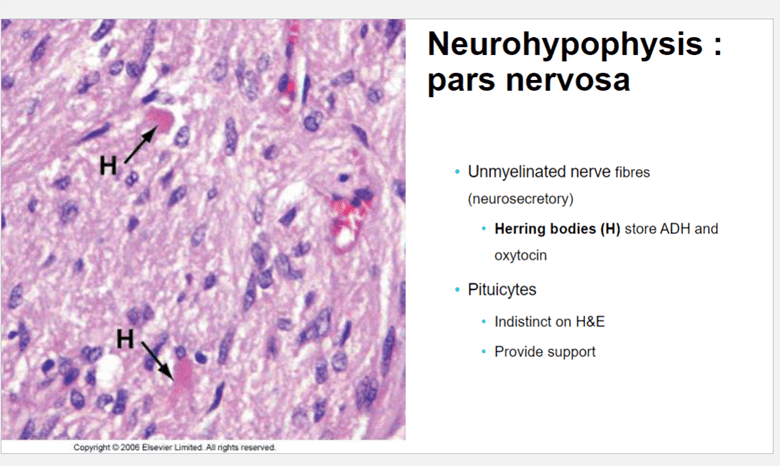 Neurohypophysis :
pars nervosa
H
H
• Unmyelinated nerve fibres
(neurosecretory)
• Herring bodies (H) store ADH and
oxytocin
• Pituicytes
• Indistinct on H&E
• Provide support
Copyright © 2006 Elsevier Limited. All rights reserved.